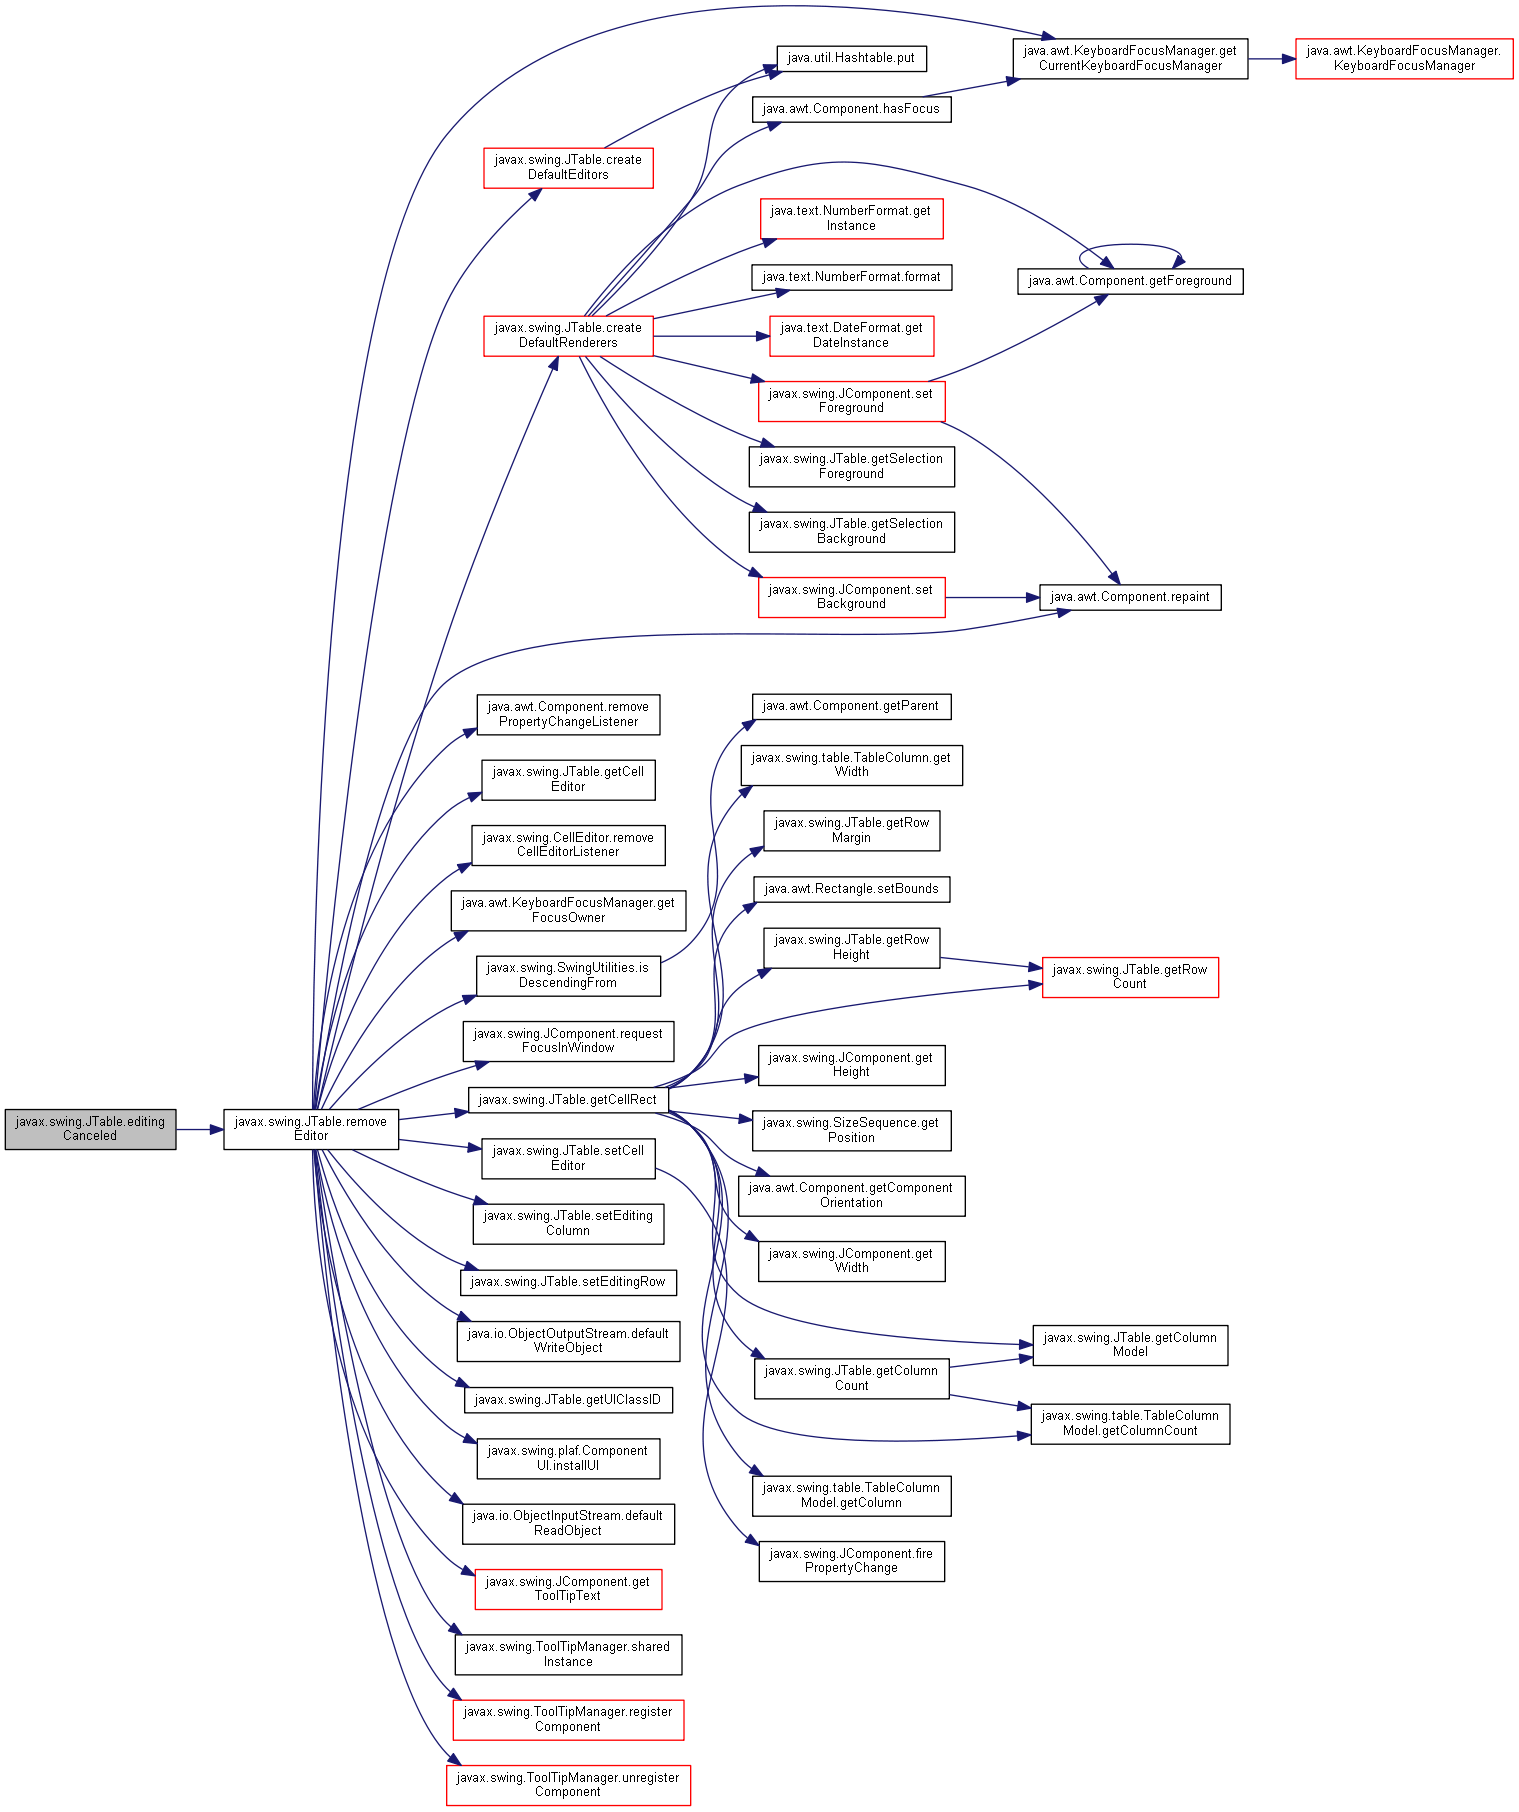 javax.swing.JTable.editing
Canceled
javax.swing.JTable.remove
Editor
java.awt.KeyboardFocusManager.get
CurrentKeyboardFocusManager
java.awt.KeyboardFocusManager.
KeyboardFocusManager
javax.swing.JTable.create
DefaultEditors
java.util.Hashtable.put
javax.swing.JTable.create
DefaultRenderers
java.awt.Component.hasFocus
java.awt.Component.getForeground
java.text.NumberFormat.get
Instance
java.text.NumberFormat.format
java.text.DateFormat.get
DateInstance
javax.swing.JComponent.set
Foreground
java.awt.Component.repaint
javax.swing.JTable.getSelection
Foreground
javax.swing.JTable.getSelection
Background
javax.swing.JComponent.set
Background
java.awt.Component.remove
PropertyChangeListener
javax.swing.JTable.getCell
Editor
javax.swing.CellEditor.remove
CellEditorListener
java.awt.KeyboardFocusManager.get
FocusOwner
javax.swing.SwingUtilities.is
DescendingFrom
java.awt.Component.getParent
javax.swing.JComponent.request
FocusInWindow
javax.swing.JTable.getCellRect
javax.swing.table.TableColumn.get
Width
javax.swing.JTable.getRow
Margin
java.awt.Rectangle.setBounds
javax.swing.JTable.getRow
Height
javax.swing.JTable.getRow
Count
javax.swing.JComponent.get
Height
javax.swing.SizeSequence.get
Position
java.awt.Component.getComponent
Orientation
javax.swing.JComponent.get
Width
javax.swing.JTable.getColumn
Model
javax.swing.JTable.getColumn
Count
javax.swing.table.TableColumn
Model.getColumnCount
javax.swing.table.TableColumn
Model.getColumn
javax.swing.JTable.setCell
Editor
javax.swing.JComponent.fire
PropertyChange
javax.swing.JTable.setEditing
Column
javax.swing.JTable.setEditingRow
java.io.ObjectOutputStream.default
WriteObject
javax.swing.JTable.getUIClassID
javax.swing.plaf.Component
UI.installUI
java.io.ObjectInputStream.default
ReadObject
javax.swing.JComponent.get
ToolTipText
javax.swing.ToolTipManager.shared
Instance
javax.swing.ToolTipManager.register
Component
javax.swing.ToolTipManager.unregister
Component